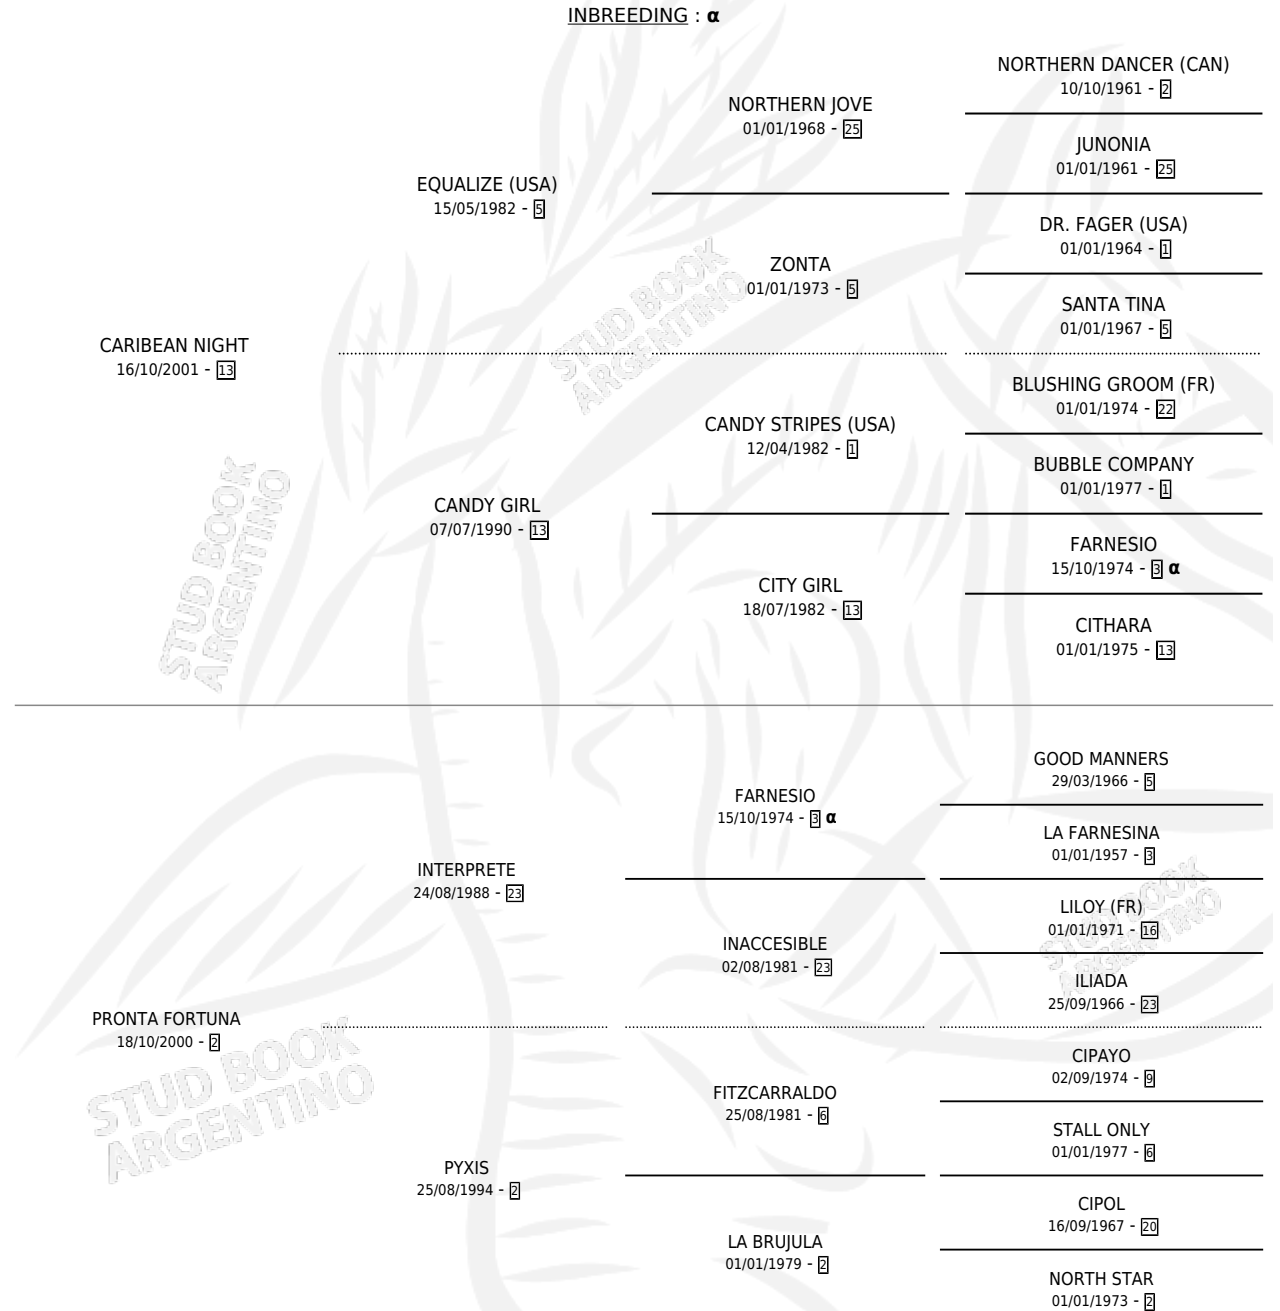 INBREEDING : α
NORTHERN DANCER (CAN)
10/10/1961 - 2
NORTHERN JOVE
01/01/1968 - 25
JUNONIA
01/01/1961 - 25
EQUALIZE (USA)
15/05/1982 - 5
DR. FAGER (USA)
01/01/1964 - 1
ZONTA
01/01/1973 - 5
SANTA TINA
01/01/1967 - 5
CARIBEAN NIGHT
16/10/2001 - 13
BLUSHING GROOM (FR)
01/01/1974 - 22
CANDY STRIPES (USA)
12/04/1982 - 1
BUBBLE COMPANY
01/01/1977 - 1
CANDY GIRL
07/07/1990 - 13
FARNESIO
15/10/1974 - 3 α
CITY GIRL
18/07/1982 - 13
CITHARA
01/01/1975 - 13
GOOD MANNERS
29/03/1966 - 5
FARNESIO
15/10/1974 - 3 α
LA FARNESINA
01/01/1957 - 3
INTERPRETE
24/08/1988 - 23
LILOY (FR)
01/01/1971 - 16
INACCESIBLE
02/08/1981 - 23
ILIADA
25/09/1966 - 23
PRONTA FORTUNA
18/10/2000 - 2
CIPAYO
02/09/1974 - 9
FITZCARRALDO
25/08/1981 - 6
STALL ONLY
01/01/1977 - 6
PYXIS
25/08/1994 - 2
CIPOL
16/09/1967 - 20
LA BRUJULA
01/01/1979 - 2
NORTH STAR
01/01/1973 - 2
STUD BOOK
ARGENTINO
STUD BOOK
ARGENTINO
STUD BOOK
ARGENTINO
STUD BOOK
ARGENTINO